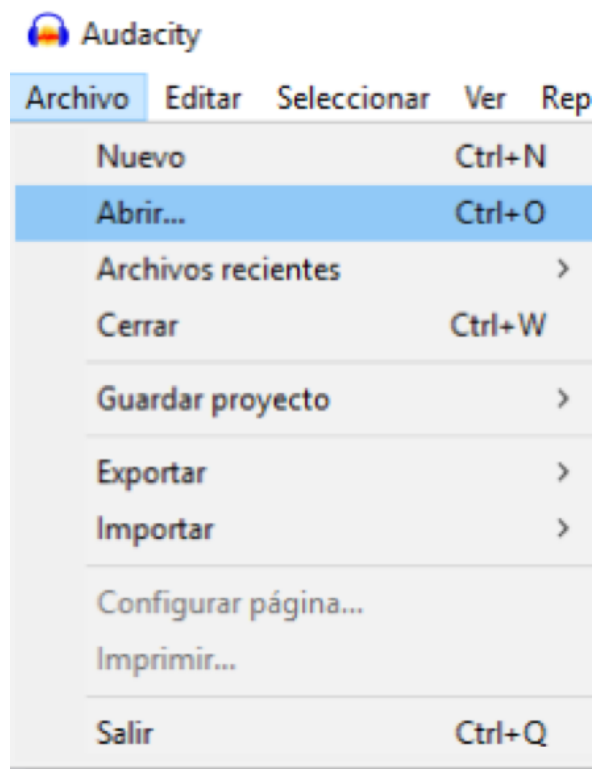 Audacity
Archivo Editar Seleccionar Ver Rep
Nuevo Ctrl+N
Abrir... Ctrl+O
Archivos recientes >
Cerrar Ctrl+W
Guardar proyecto >
Exportar >
Importar >
Configurar página...
Imprimir...
Salir Ctrl+Q